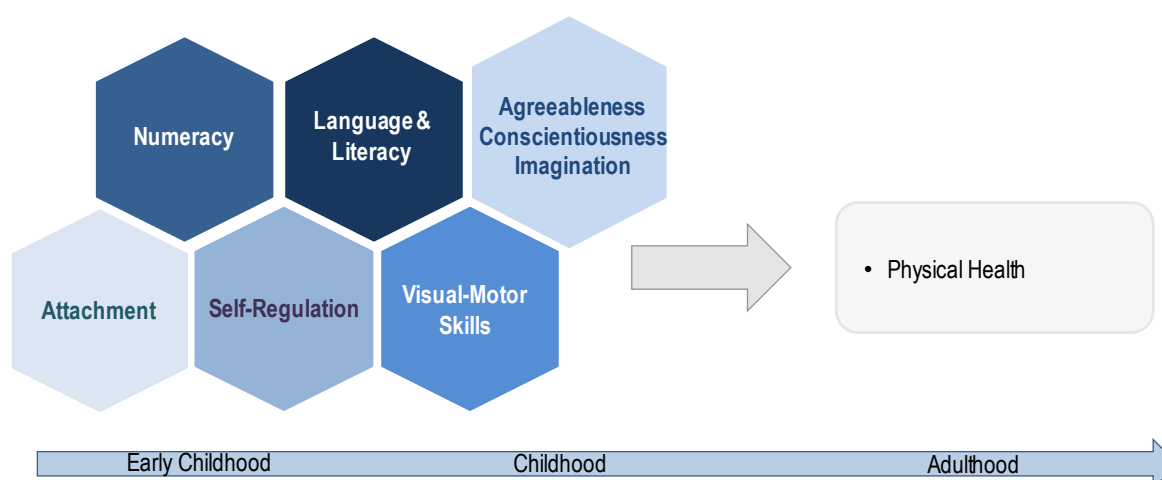 Numeracy
Language &
Literacy
Agreeableness
Conscientiousness
Imagination
Attachment
Self-Regulation
Visual-Motor
Skills
• Physical Health
Early Childhood
Childhood
Adulthood